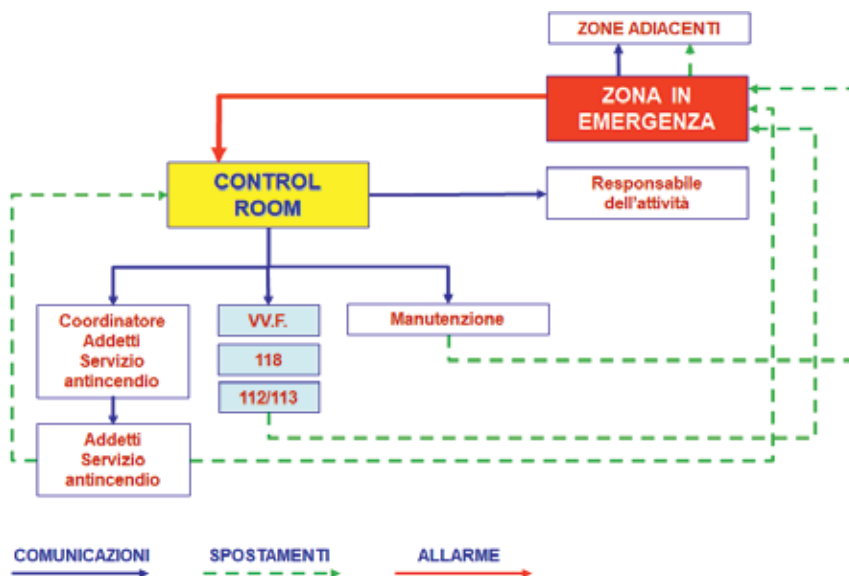 ZONE ADIACENTI
ZONA IN
EMERGENZA
CONTROL
ROOM
Responsabile
dell'attività
Coordinatore
Addetti
Servizio
antincendio
VV.F.
118
112/113
Manutenzione
Addetti
Servizio
antincendio
COMUNICAZIONI
SPOSTAMENTI
ALLARME